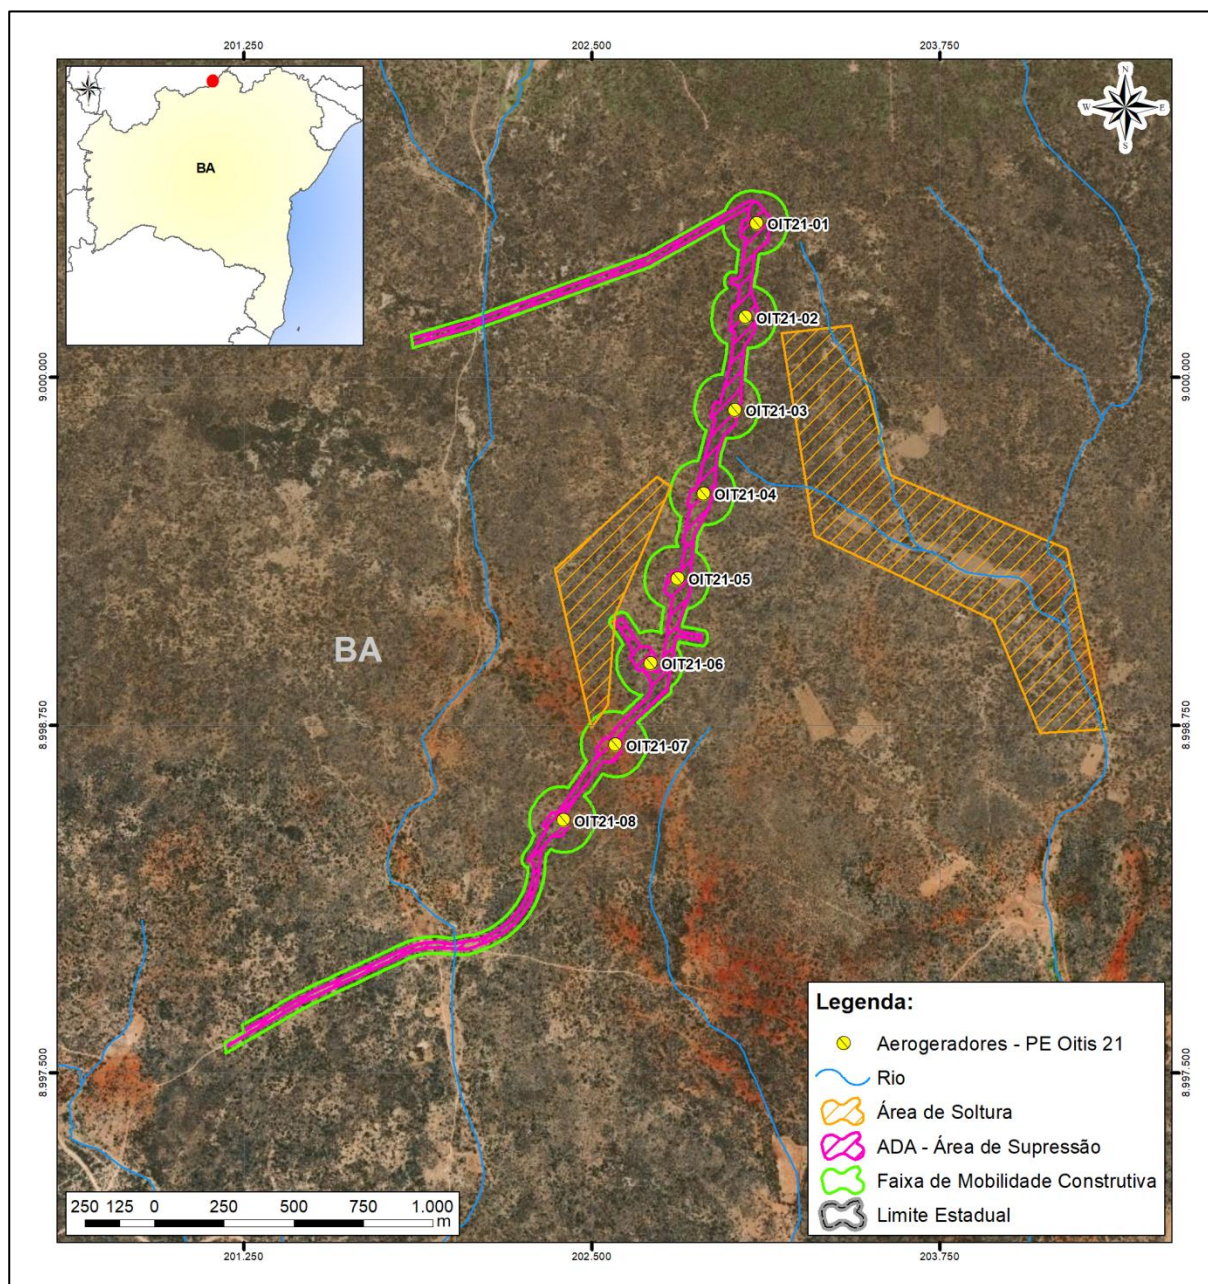 201.250
202.500
203.750
BA
N
W
E
S
OIT21-01
OIT21-02
9.000.000
9.000.000
OIT21-03
OIT21-04
OIT21-05
BA
OIT21-06
8.998.750
8.998.750
OIT21-07
OIT21-08
Legenda:
Aerogeradores - PE Oitis 21
Rio
Área de Soltura
ADA - Área de Supressão
Faixa de Mobilidade Construtiva
Limite Estadual
8.997.500
8.997.500
250 125 0 250 500 750 1.000
m
201.250
202.500
203.750